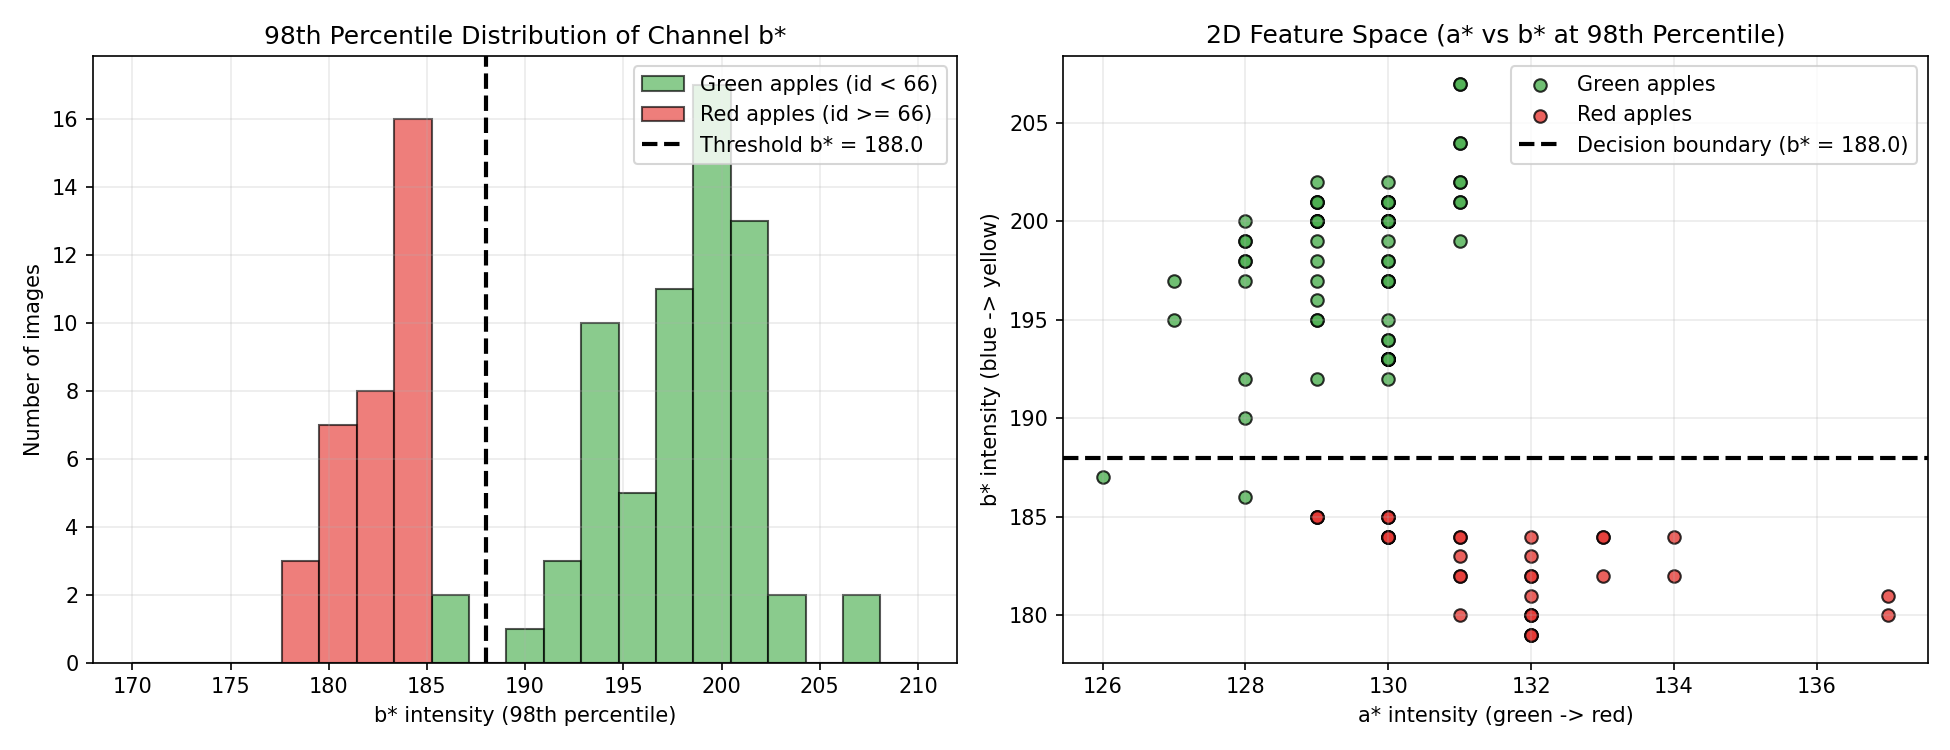 98th Percentile Distribution of Channel b*
Green apples (id < 66)
Red apples (id >= 66)
Threshold b* = 188.0
Number of images
16
14
12
10
8
6
4
2
0
170 175 180 185 190 195 200 205 210
b* intensity (98th percentile)
2D Feature Space (a* vs b* at 98th Percentile)
Green apples
Red apples
Decision boundary (b* = 188.0)
b* intensity (blue -> yellow)
205
200
195
190
185
180
126 128 130 132 134 136
a* intensity (green -> red)